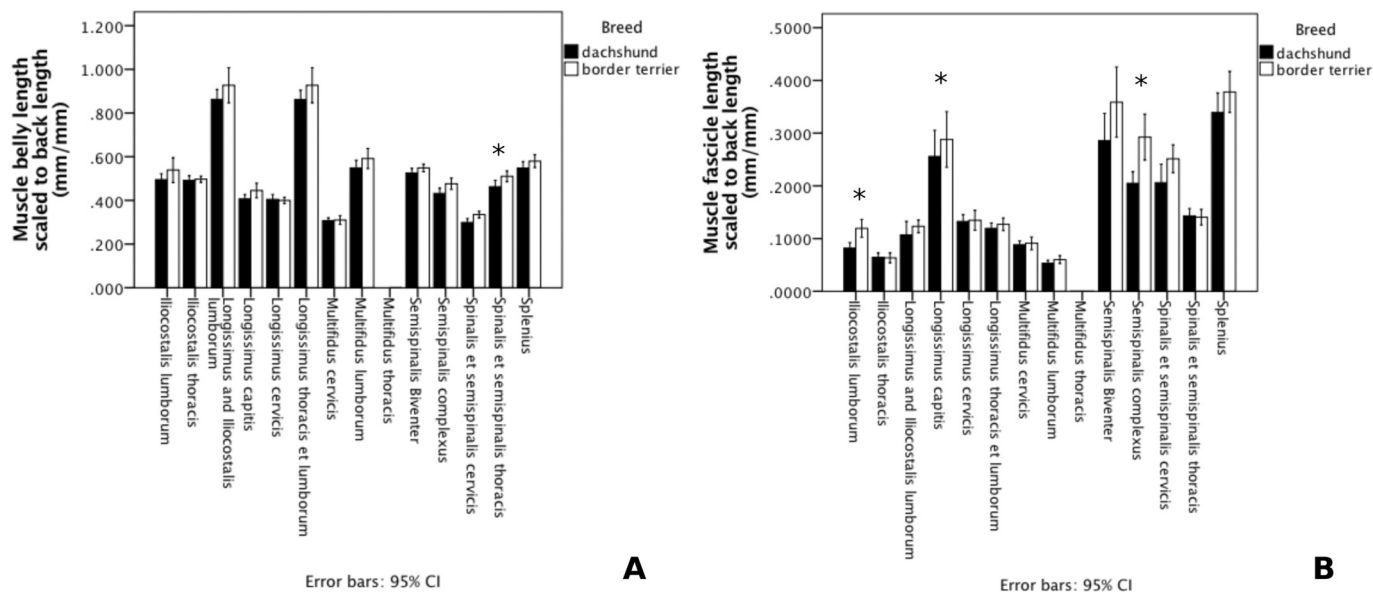 Muscle belly length
scaled to back length
(mm/mm)
1.200
1.000
.800
.600
.400
.200
.000
*
Breed
dachshund
border terrier
Iliocostalis lumborum
Iliocostalis thoracis
Longissimus and Iliocostalis
lumborum
Longissimus capitis
Longissimus cervicis
Longissimus thoracis et lumborum
Multifidus cervicis
Multifidus lumborum
Multifidus thoracis
Semispinalis Biventer
Semispinalis complexus
Spinalis et semispinalis cervicis
Spinalis et semispinalis thoracis
Splenius
Error bars: 95% CI
A
Muscle fascicle length
scaled to back length
(mm/mm)
.5000
.4000
.3000
.2000
.1000
.0000
*
*
*
Breed
dachshund
border terrier
Iliocostalis lumborum
Iliocostalis thoracis
Longissimus and Iliocostalis lumborum
Longissimus capitis
Longissimus cervicis
Longissimus thoracis et lumborum
Multifidus cervicis
Multifidus lumborum
Multifidus thoracis
Semispinalis Biventer
Semispinalis complexus
Spinalis et semispinalis cervicis
Spinalis et semispinalis thoracis
Splenius
Error bars: 95% CI
B